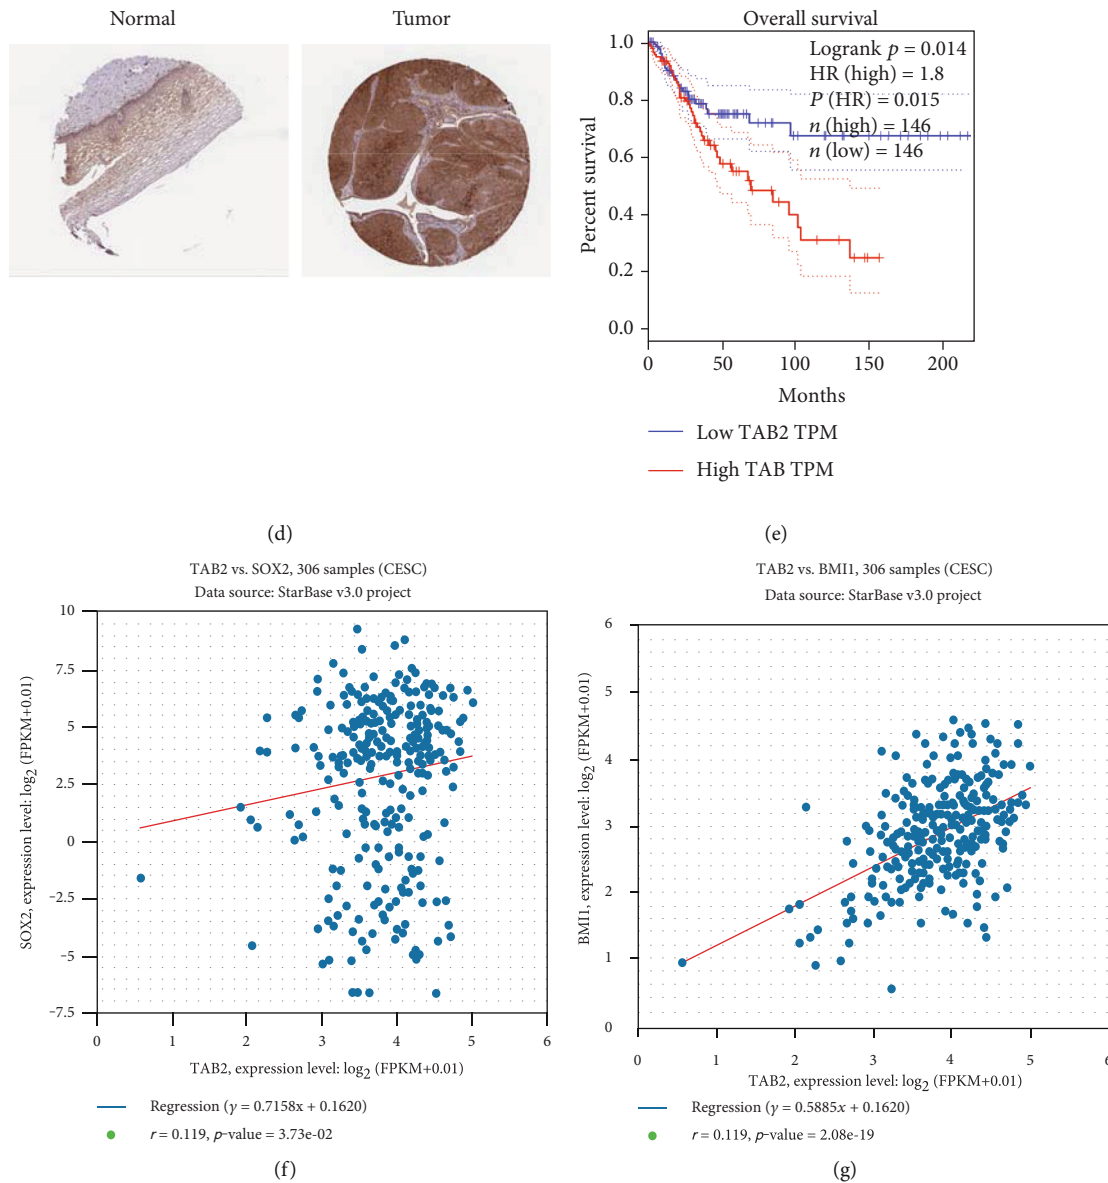 Normal
Tumor
(d)
Overall survival
Percent survival
1.0
0.8
0.6
0.4
0.2
0.0
Logrank p = 0.014
HR (high) = 1.8
P (HR) = 0.015
n (high) = 146
n (low) = 146
0 50 100 150 200
Months
Low TAB2 TPM
High TAB TPM
(e)
TAB2 vs. SOX2, 306 samples (CESC)
Data source: StarBase v3.0 project
SOX2, expression level: log2 (FPKM+0.01)
10
7.5
5
2.5
0
–2.5
–5
–7.5
0 1 2 3 4 5 6
TAB2, expression level: log2 (FPKM+0.01)
Regression (γ = 0.7158x + 0.1620)
r = 0.119, p-value = 3.73e-02
(f)
TAB2 vs. BMI1, 306 samples (CESC)
Data source: StarBase v3.0 project
BMI1, expression level: log2 (FPKM+0.01)
6
5
4
3
2
1
0
0 1 2 3 4 5 6
TAB2, expression level: log2 (FPKM+0.01)
Regression (γ = 0.5885x + 0.1620)
r = 0.119, p-value = 2.08e-19
(g)